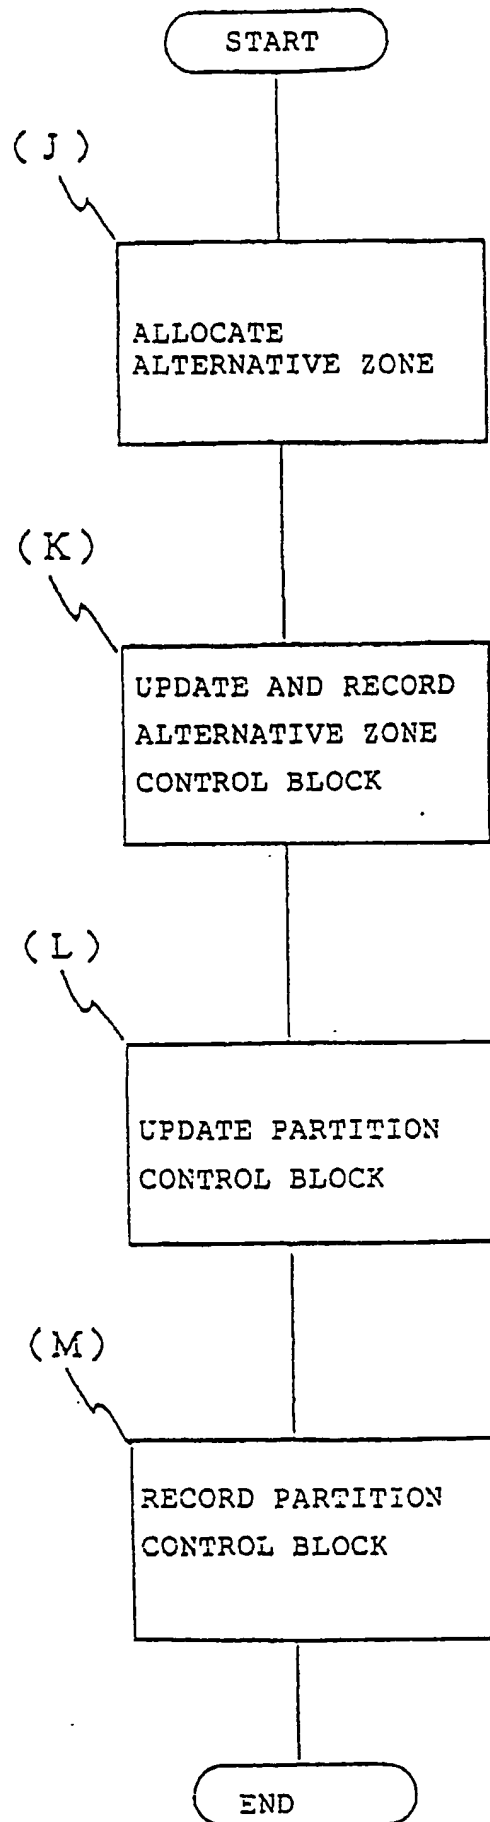 START
(J)
ALLOCATE
ALTERNATIVE ZONE
(K)
UPDATE AND RECORD
ALTERNATIVE ZONE
CONTROL BLOCK
(L)
UPDATE PARTITION
CONTROL BLOCK
(M)
RECORD PARTITION
CONTROL BLOCK
END